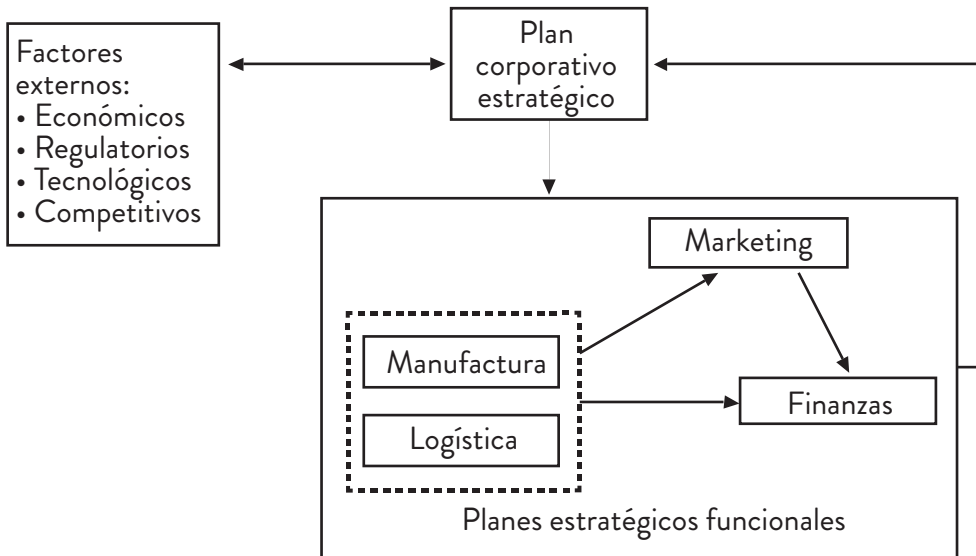 Factores
externos:
• Económicos
• Regulatorios
• Tecnológicos
• Competitivos
Plan
corporativo
estratégico
Marketing
Manufactura
Finanzas
Logística
Planes estratégicos funcionales